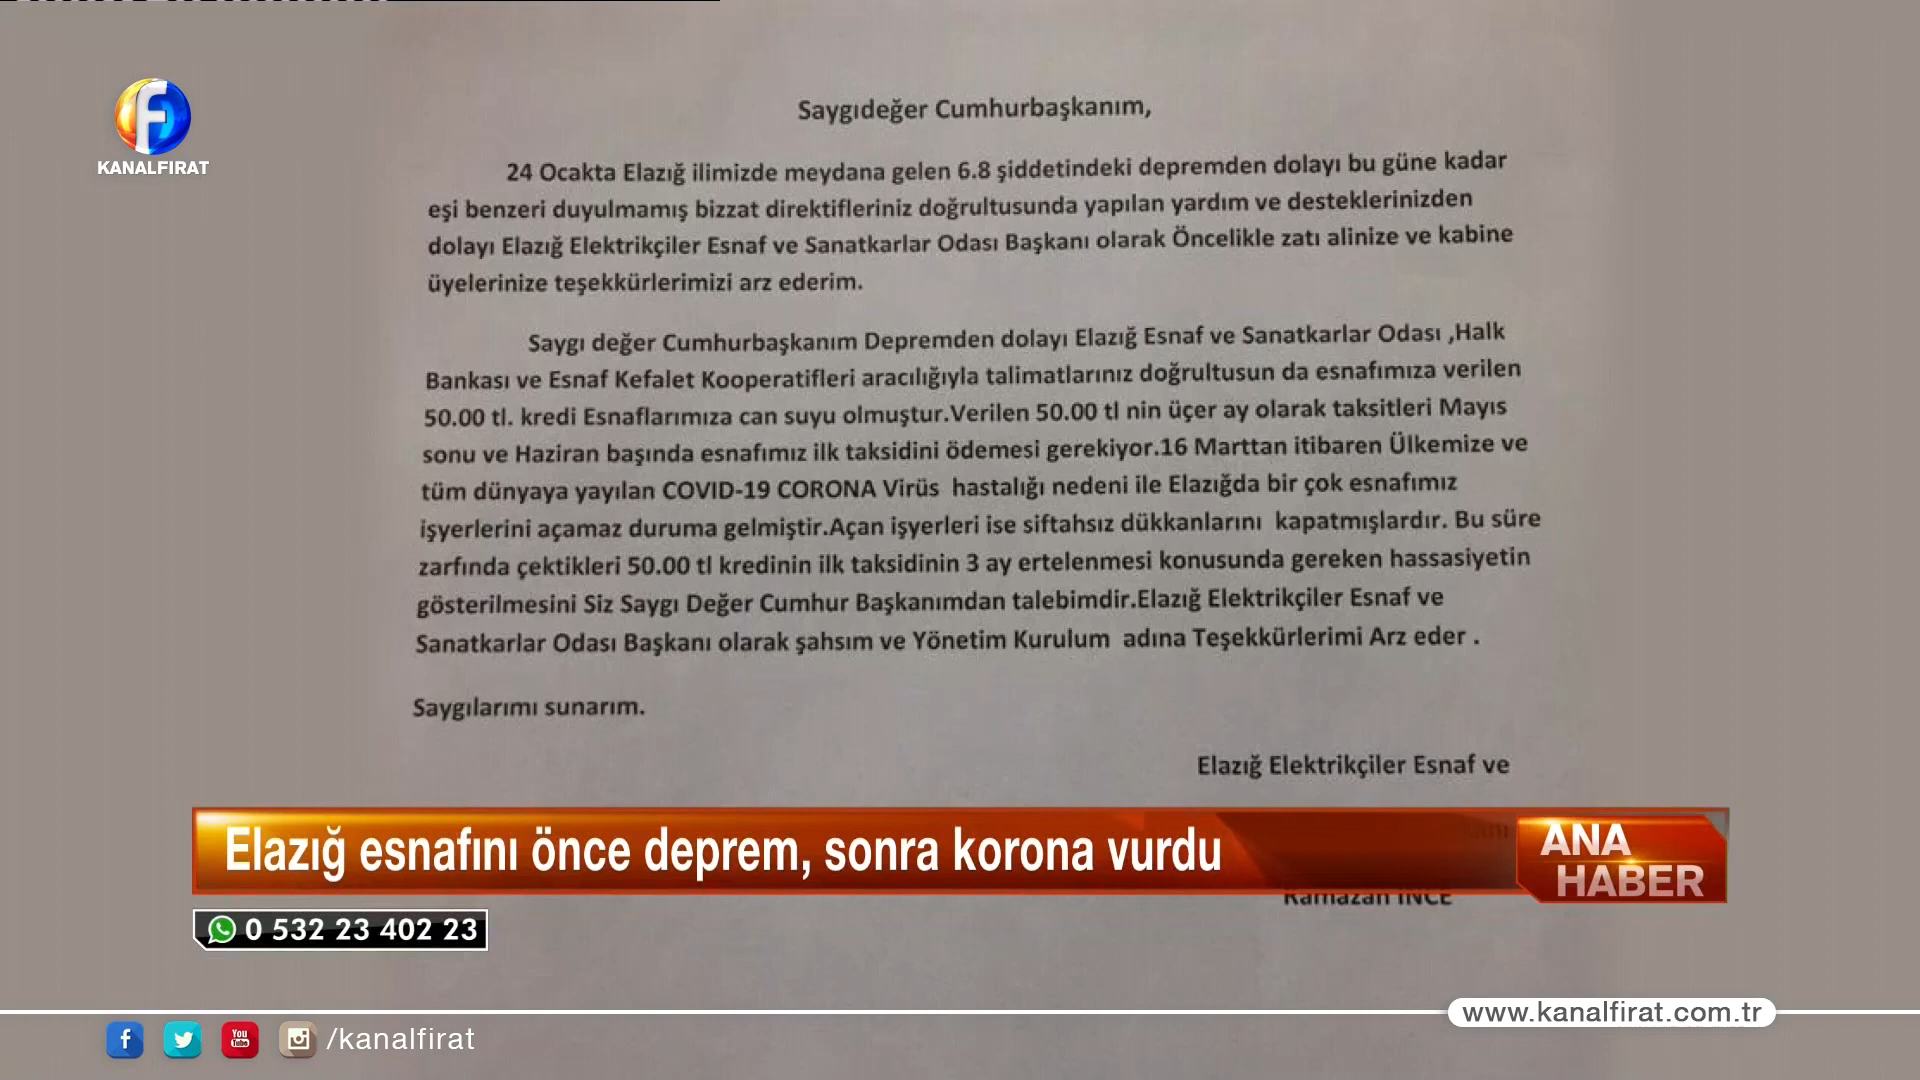 KANALFIRAT
Saygıdeğer Cumhurbaşkanım,
24 Ocakta Elazığ ilimizde meydana gelen 6.8 şiddetindeki depremden dolayı bu güne kadar
eşi benzeri duyulmamış bizzat direktifleriniz doğrultusunda yapılan yardım ve desteklerinizden
dolayı Elazığ Elektrikçiler Esnaf ve Sanatkarlar Odası Başkanı olarak Öncelikle zatı alinize ve kabine
üyelerinize teşekkürlerimizi arz ederim.
Saygı değer Cumhurbaşkanım Depremden dolayı Elazığ Esnaf ve Sanatkarlar Odası ,Halk
Bankası ve Esnaf Kefalet Kooperatifleri aracılığıyla talimatlarınız doğrultusun da esnafımıza verilen
50.00 tl. kredi Esnaflarımıza can suyu olmuştur.Verilen 50.00 tl nin üçer ay olarak taksitleri Mayıs
sonu ve Haziran başında esnafımız ilk taksidini ödemesi gerekiyor.16 Marttan itibaren Ülkemize ve
tüm dünyaya yayılan COVID-19 CORONA Virüs hastalığı nedeni ile Elazığda bir çok esnafımız
işyerlerini açamaz duruma gelmiştir.Açan işyerleri ise siftahsız dükkanlarını kapatmışlardır. Bu süre
zarfında çektikleri 50.00 tl kredinin ilk taksidinin 3 ay ertelenmesi konusunda gereken hassasiyetin
gösterilmesini Siz Saygı Değer Cumhur Başkanımdan talebimdir.Elazığ Elektrikçiler Esnaf ve
Sanatkarlar Odası Başkanı olarak şahsım ve Yönetim Kurulum adına Teşekkürlerimi Arz eder .
Saygılarımı sunarım.
Elazığ Elektrikçiler Esnaf ve
Elazığ esnafını önce deprem, sonra korona vurdu
ANA
HABER
Ramazan İNCE
0 532 23 402 23
www.kanalfirat.com.tr
f You Tube /kanalfirat